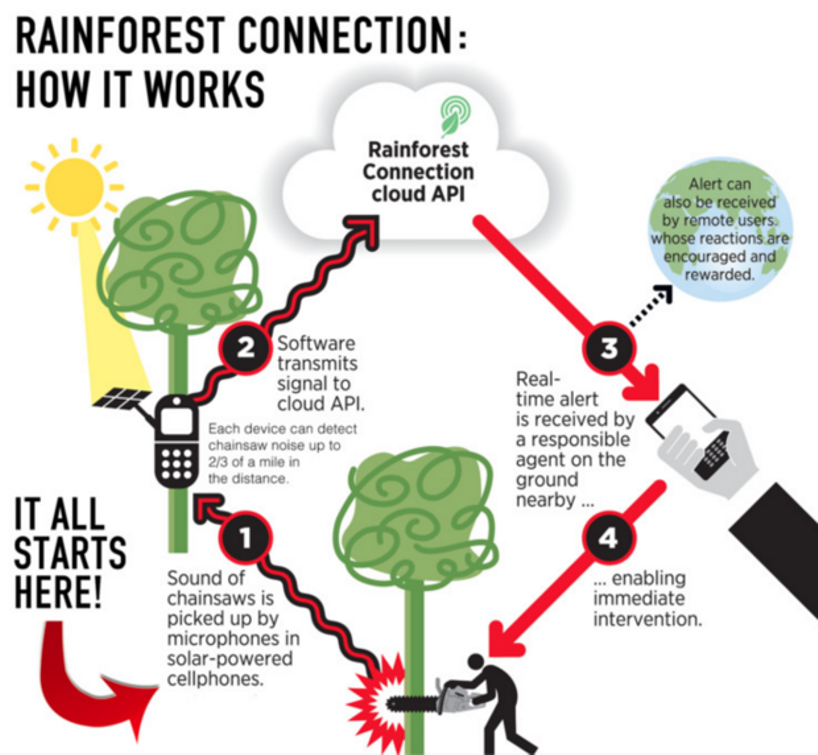 RAINFOREST CONNECTION:
HOW IT WORKS
Rainforest
Connection
cloud API
Alert can
also be received
by remote users.
whose reactions are
encouraged and
rewarded.
2
Software
transmits
signal to
cloud API.
Each device can detect
chainsaw noise up to
2/3 of a mile in
the distance.
3
Real-
time alert
is received by
a responsible
agent on the
ground
nearby ...
IT ALL
STARTS
HERE!
1
Sound of
chainsaws is
picked up by
microphones in
solar-powered
cellphones.
4
... enabling
immediate
intervention.